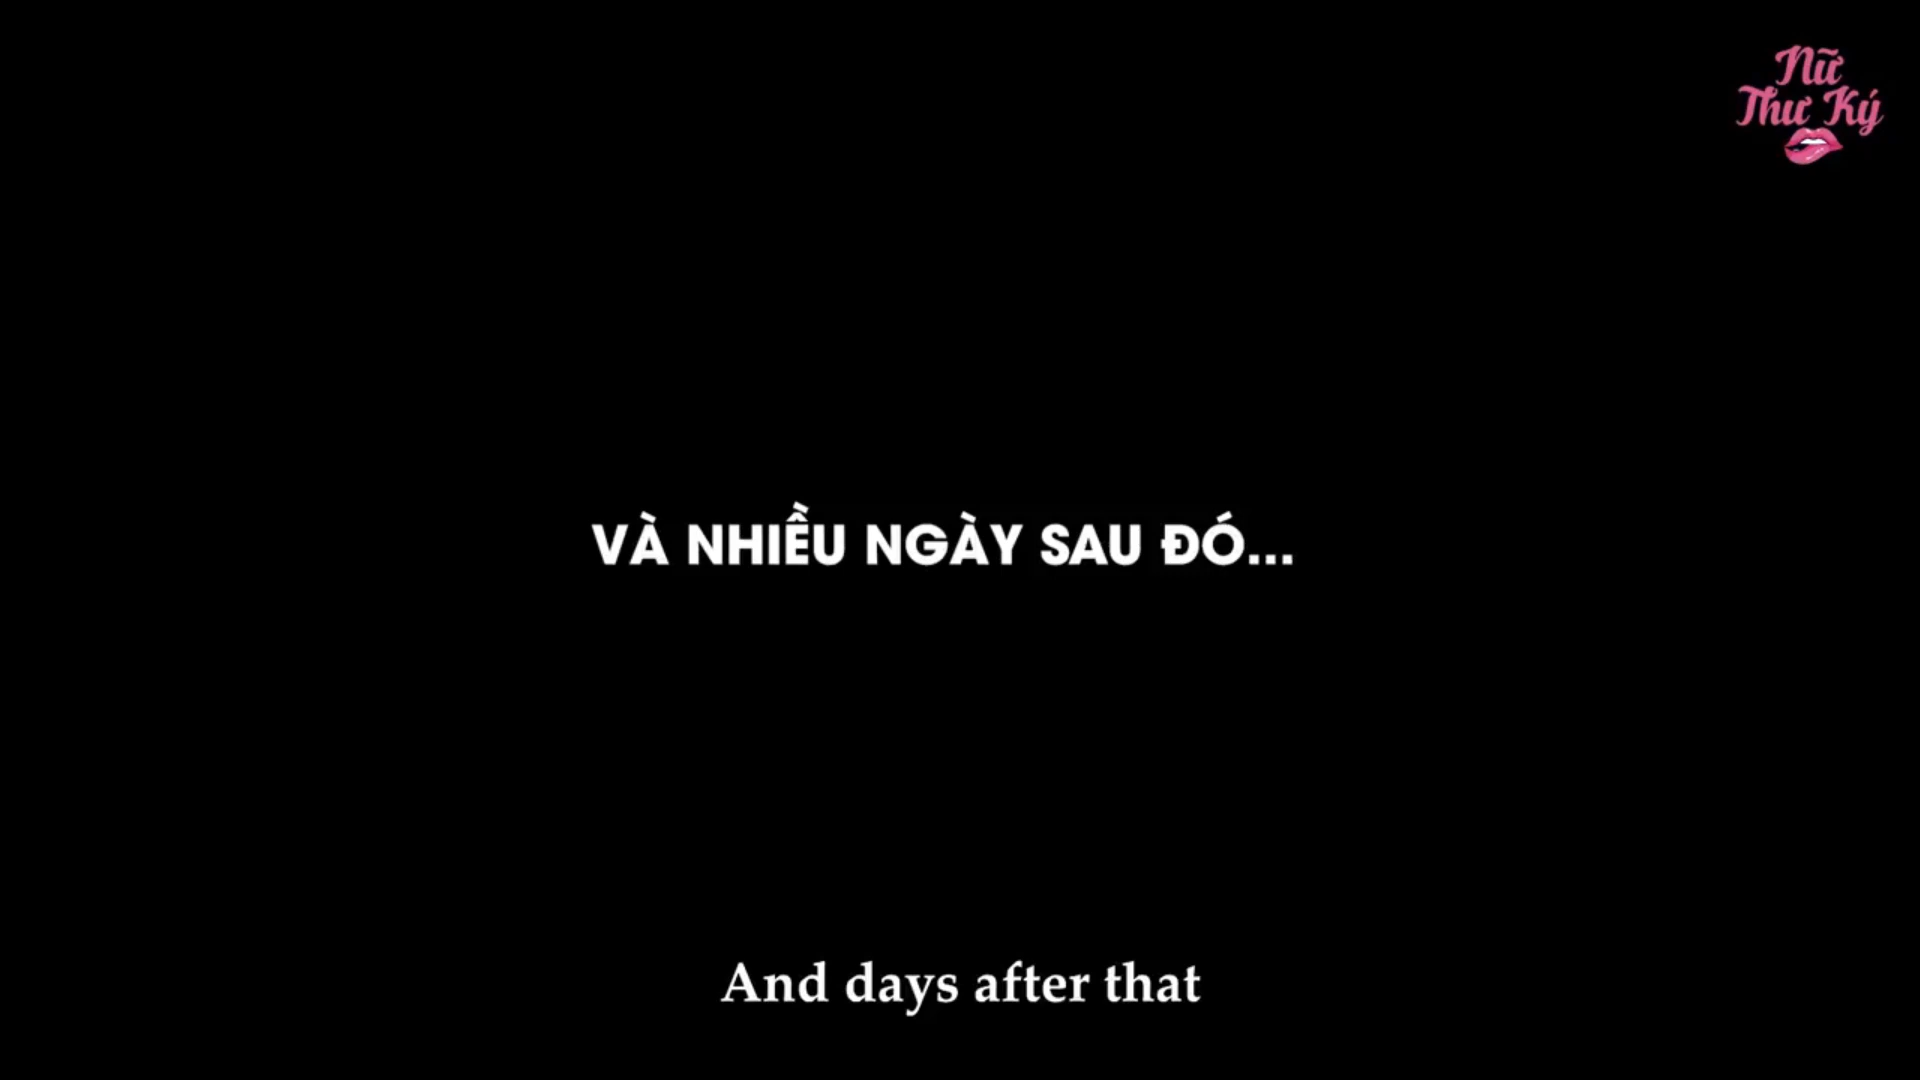 Nữ
Thư Ký
VÀ NHIỀU NGÀY SAU ĐÓ...
And days after that